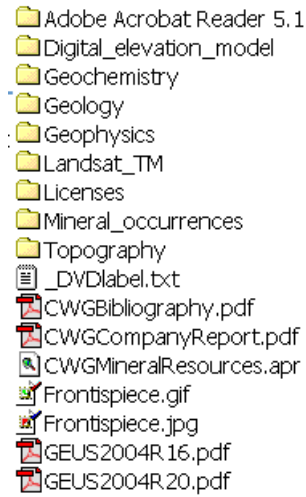 Adobe Acrobat Reader 5.1
Digital_elevation_model
Geochemistry
Geology
Geophysics
Landsat_TM
Licenses
Mineral_occurrences
Topography
_DVDlabel.txt
CWGBibliography.pdf
CWGCompanyReport.pdf
CWGMineralResources.apr
Frontispiece.gif
Frontispiece.jpg
GEUS2004R16.pdf
GEUS2004R20.pdf